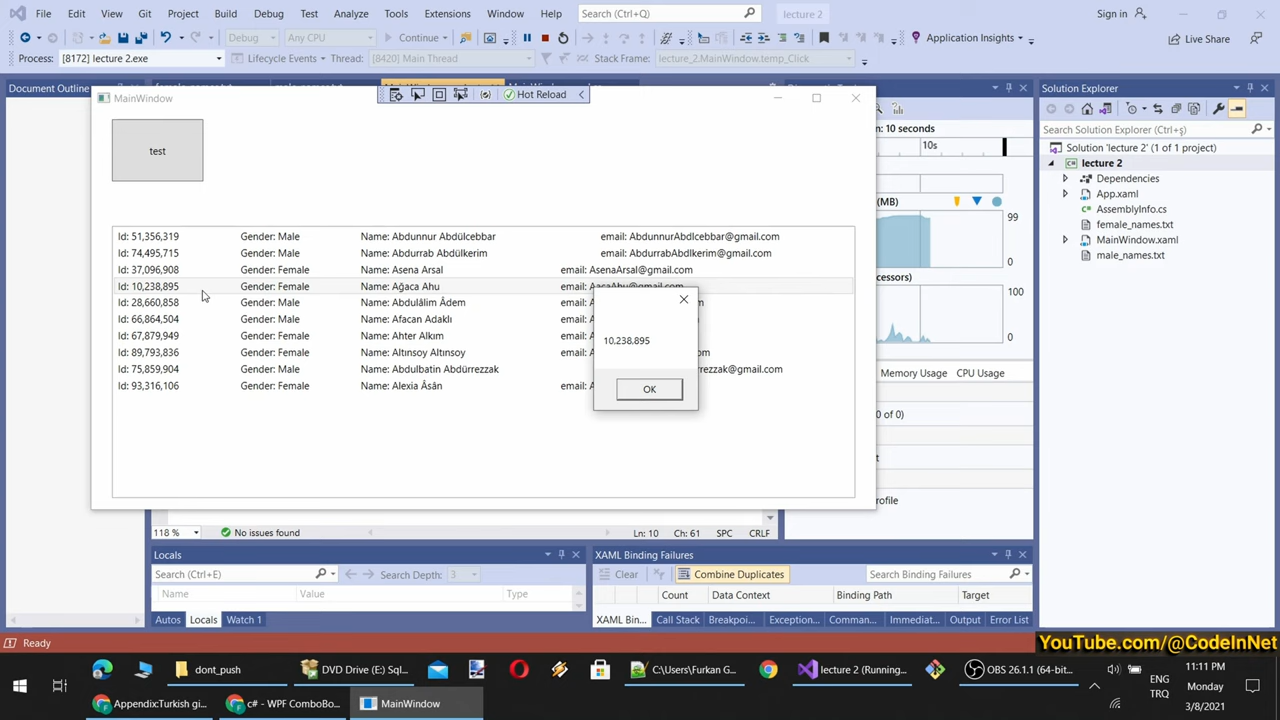 File Edit View Git Project Build Debug Test Analyze Tools Extensions Window Help Search (Ctrl+Q) lecture 2 Sign in
Debug Any CPU Continue Application Insights Live Share
Process: [8172] lecture 2.exe Lifecycle Events Thread: [8420] Main Thread Stack Frame: lecture_2.MainWindow.temp_Click
Document Outline
MainWindow
Hot Reload
test
Id: 51,356,319 Gender: Male Name: Abdunnur Abdülcebbar email: AbdunnurAbdlcebbar@gmail.com
Id: 74,495,715 Gender: Male Name: Abdurrab Abdülkerim email: AbdurrabAbdlkerim@gmail.com
Id: 37,096,908 Gender: Female Name: Asena Arsal email: AsenaArsal@gmail.com
Id: 10,238,895 Gender: Female Name: Ağaca Ahu email: AacaAhu@gmail.com
Id: 28,660,858 Gender: Male Name: Abdulâlim Âdem email:
Id: 66,864,504 Gender: Male Name: Afacan Adaklı email:
Id: 67,879,949 Gender: Female Name: Ahter Alkım email:
Id: 89,793,836 Gender: Female Name: Altınsoy Altınsoy email:
Id: 75,859,904 Gender: Male Name: Abdulbatin Abdürrezzak rrezzak@gmail.com
Id: 93,316,106 Gender: Female Name: Alexia Âsân email:
10,238,895
OK
10 seconds
10s
(MB)
99
0
100
0
Memory Usage CPU Usage
(0 of 0)
Solution Explorer
Search Solution Explorer (Ctrl+ş)
Solution 'lecture 2' (1 of 1 project)
lecture 2
Dependencies
App.xaml
AssemblyInfo.cs
female_names.txt
MainWindow.xaml
male_names.txt
118 % No issues found Ln: 10 Ch: 61 SPC CRLF
Locals
Search (Ctrl+E) Search Depth: 3
Name Value Type
Autos Locals Watch 1
XAML Binding Failures
Clear Combine Duplicates Search Binding Failures
Count Data Context Binding Path Target
XAML Bin... Call Stack Breakpoi... Exception... Comman... Immediat... Output Error List
Ready
YouTube.com/@CodeInNet
dont_push DVD Drive (E:) Sql... C:\Users\Furkan G... lecture 2 (Running... OBS 26.1.1 (64-bit...
Appendix:Turkish gi... c# - WPF ComboBo... MainWindow
ENG
TRQ
11:11 PM
Monday
3/8/2021